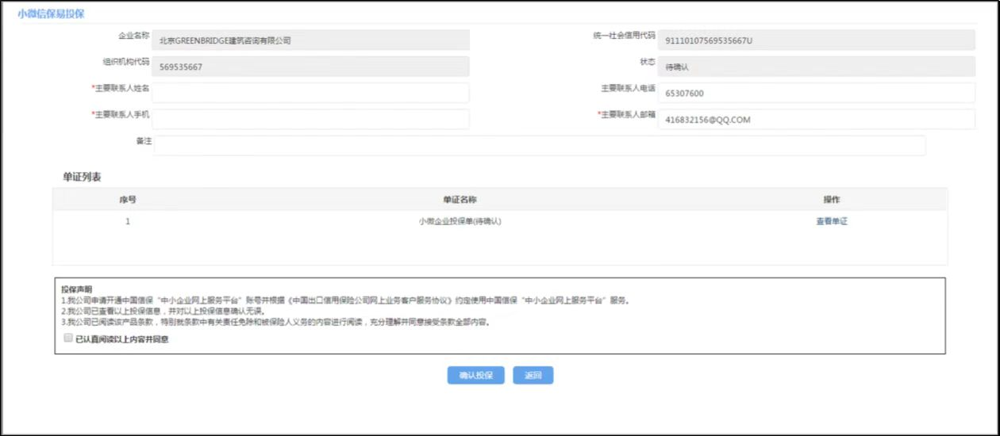 小微信保易投保
企业名称 北京GREENBRIDGE建筑咨询有限公司 统一社会信用代码 91110107569535667U
组织机构代码 569535667 状态 待确认
*主要联系人姓名 主要联系人电话 65307600
*主要联系人手机 *主要联系人邮箱 416832156@QQ.COM
备注
单证列表
序号 单证名称 操作
1 小微企业投保单(待确认) 查看单证
投保声明
1.我公司申请开通中国信保“中小企业网上服务平台”账号并根据《中国出口信用保险公司网上业务客户服务协议》约定使用中国信保“中小企业网上服务平台”服务。
2.我公司已查看以上投保信息，并对以上投保信息确认无误。
3.我公司已阅读该产品条款，特别就条款中有关责任免除和被保险人义务的内容进行阅读，充分理解并同意接受条款全部内容。
已认真阅读以上内容并同意
确认投保 返回